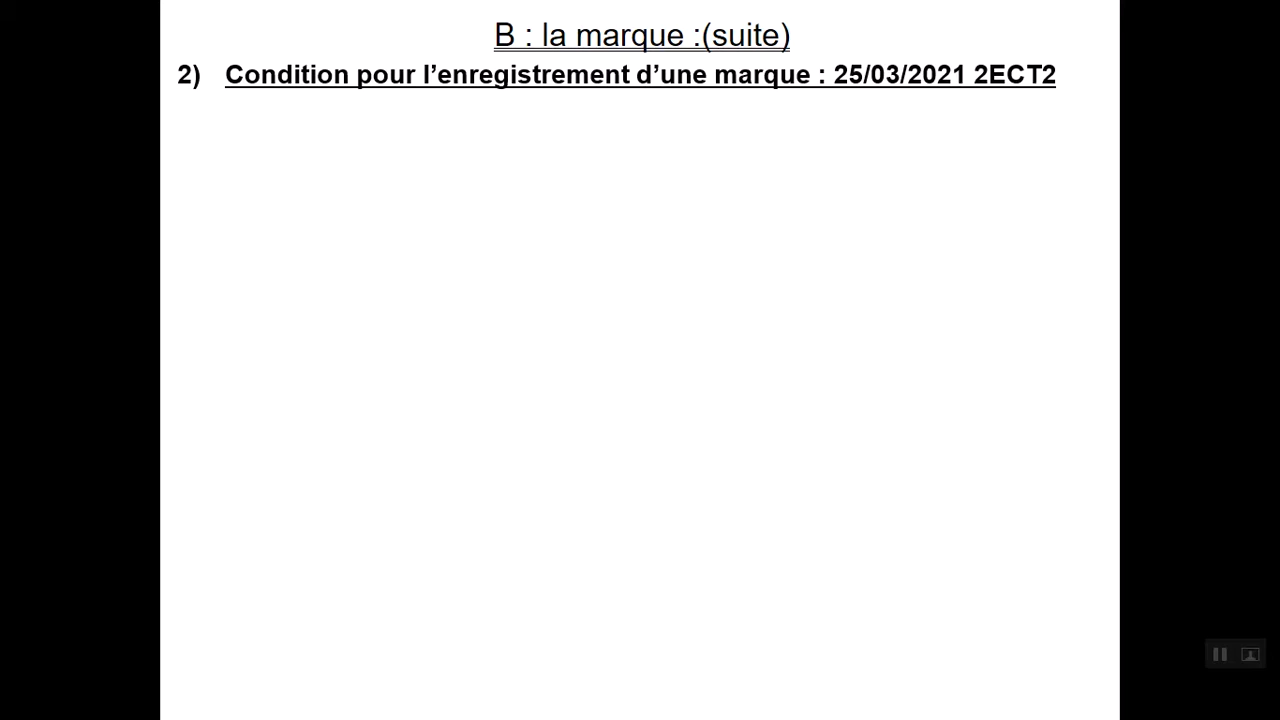 B : la marque :(suite)
2) Condition pour l’enregistrement d’une marque : 25/03/2021 2ECT2